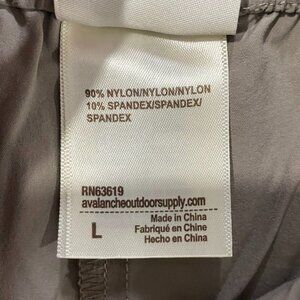 90% NYLON/NYLON/NYLON
10% SPANDEX/SPANDEX/
SPANDEX
RN63619
avalancheoutdoorsupply.com
Made in China
L
Fabriqué en Chine
Hecho en China